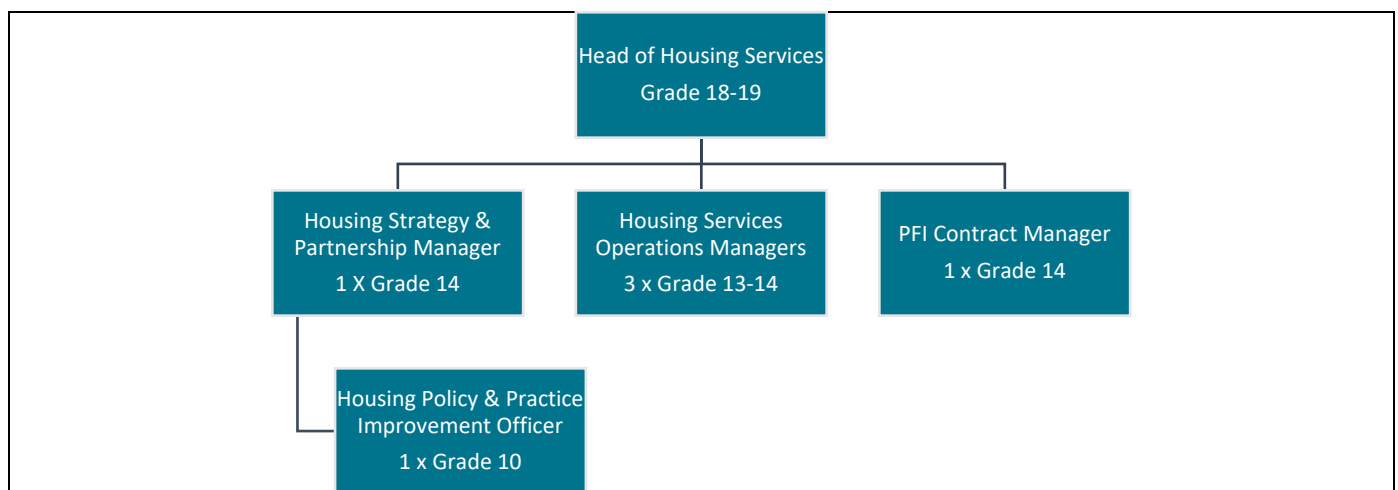 Head of Housing Services
Grade 18-19
Housing Strategy &
Partnership Manager
1 X Grade 14
Housing Services
Operations Managers
3 x Grade 13-14
PFI Contract Manager
1 x Grade 14
Housing Policy & Practice
Improvement Officer
1 x Grade 10